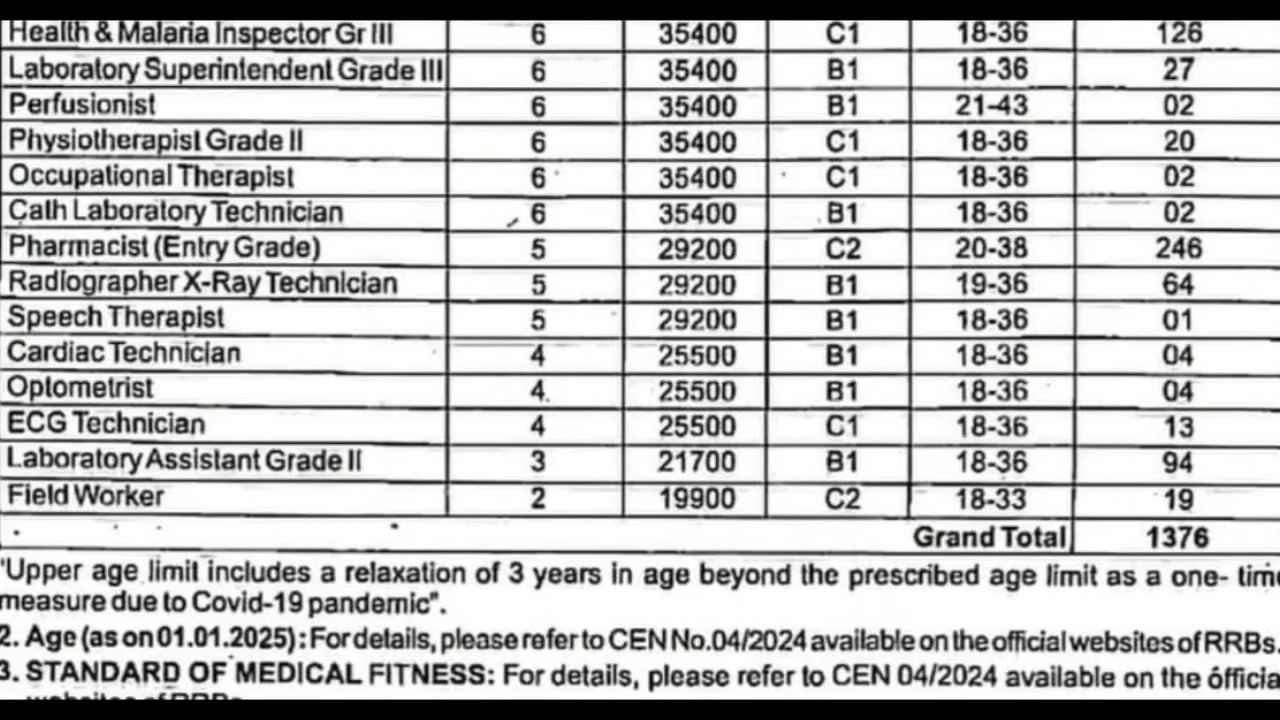 Health & Malaria Inspector Gr III 6 35400 C1 18-36 126
Laboratory Superintendent Grade III 6 35400 B1 18-36 27
Perfusionist 6 35400 B1 21-43 02
Physiotherapist Grade II 6 35400 C1 18-36 20
Occupational Therapist 6 35400 C1 18-36 02
Cath Laboratory Technician 6 35400 B1 18-36 02
Pharmacist (Entry Grade) 5 29200 C2 20-38 246
Radiographer X-Ray Technician 5 29200 B1 19-36 64
Speech Therapist 5 29200 B1 18-36 01
Cardiac Technician 4 25500 B1 18-36 04
Optometrist 4 25500 B1 18-36 04
ECG Technician 4 25500 C1 18-36 13
Laboratory Assistant Grade II 3 21700 B1 18-36 94
Field Worker 2 19900 C2 18-33 19
Grand Total 1376
"Upper age limit includes a relaxation of 3 years in age beyond the prescribed age limit as a one- time
measure due to Covid-19 pandemic".
2. Age (as on 01.01.2025): For details, please refer to CEN No.04/2024 available on the official websites of RRBs.
3. STANDARD OF MEDICAL FITNESS: For details, please refer to CEN 04/2024 available on the officia
websites of RRBs